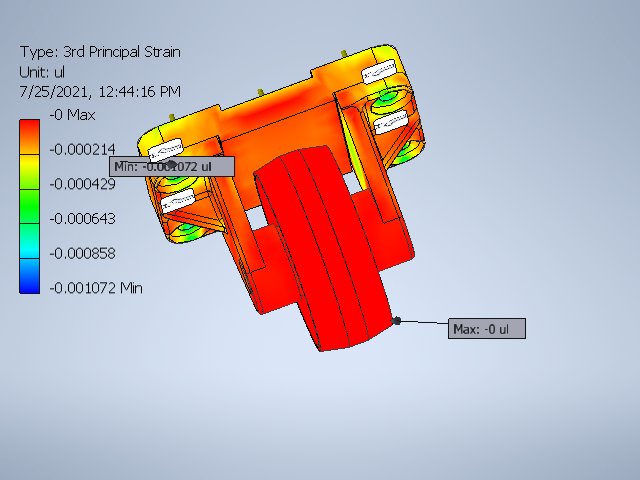 Type: 3rd Principal Strain
Unit: ul
7/25/2021, 12:44:16 PM
-0 Max
-0.000214
-0.000429
-0.000643
-0.000858
-0.001072 Min
Min: -0.001072 ul
Max: -0 ul